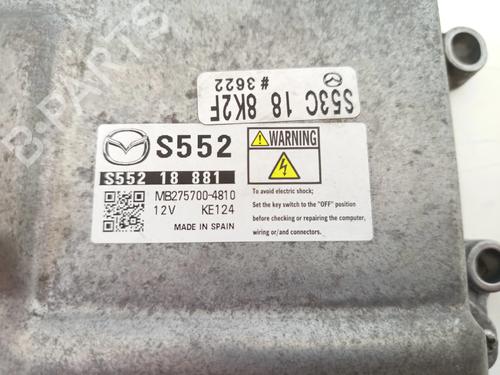 B-PARTS
S53C 18 8K2F
# 3622
S552
S552 18 881
MB275700-4810
12V KE124
MADE IN SPAIN
WARNING
To avoid electric shock;
Set the key switch to the "OFF" position
before checking or repairing the computer,
wiring or/and connectors.